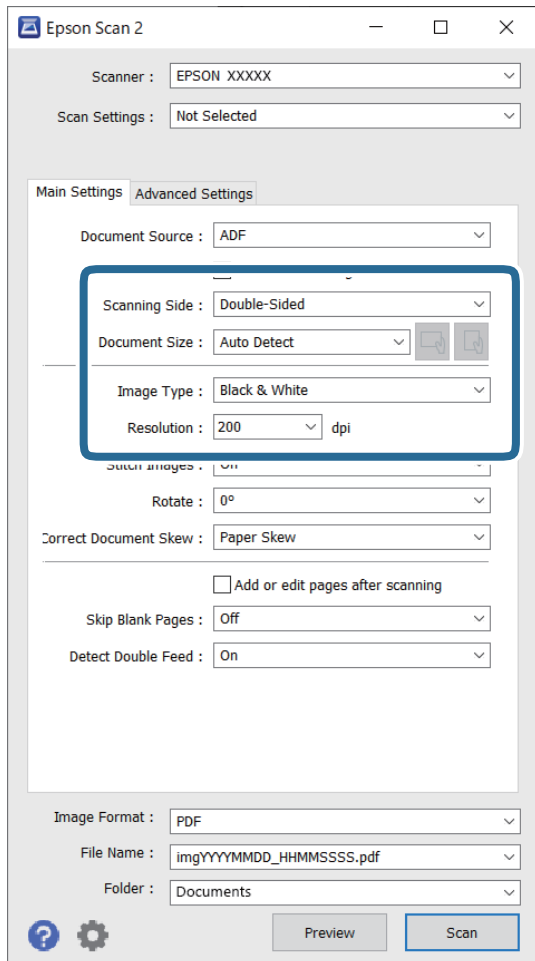 Epson Scan 2
Scanner : EPSON XXXXX
Scan Settings : Not Selected
Main Settings Advanced Settings
Document Source : ADF
Scanning Side : Double-Sided
Document Size : Auto Detect
Image Type : Black & White
Resolution : 200 dpi
Stitch Images : Off
Rotate : 0°
Correct Document Skew : Paper Skew
Add or edit pages after scanning
Skip Blank Pages : Off
Detect Double Feed : On
Image Format : PDF
File Name : imgYYYYMMDD_HHMMSSSS.pdf
Folder : Documents
? Preview Scan